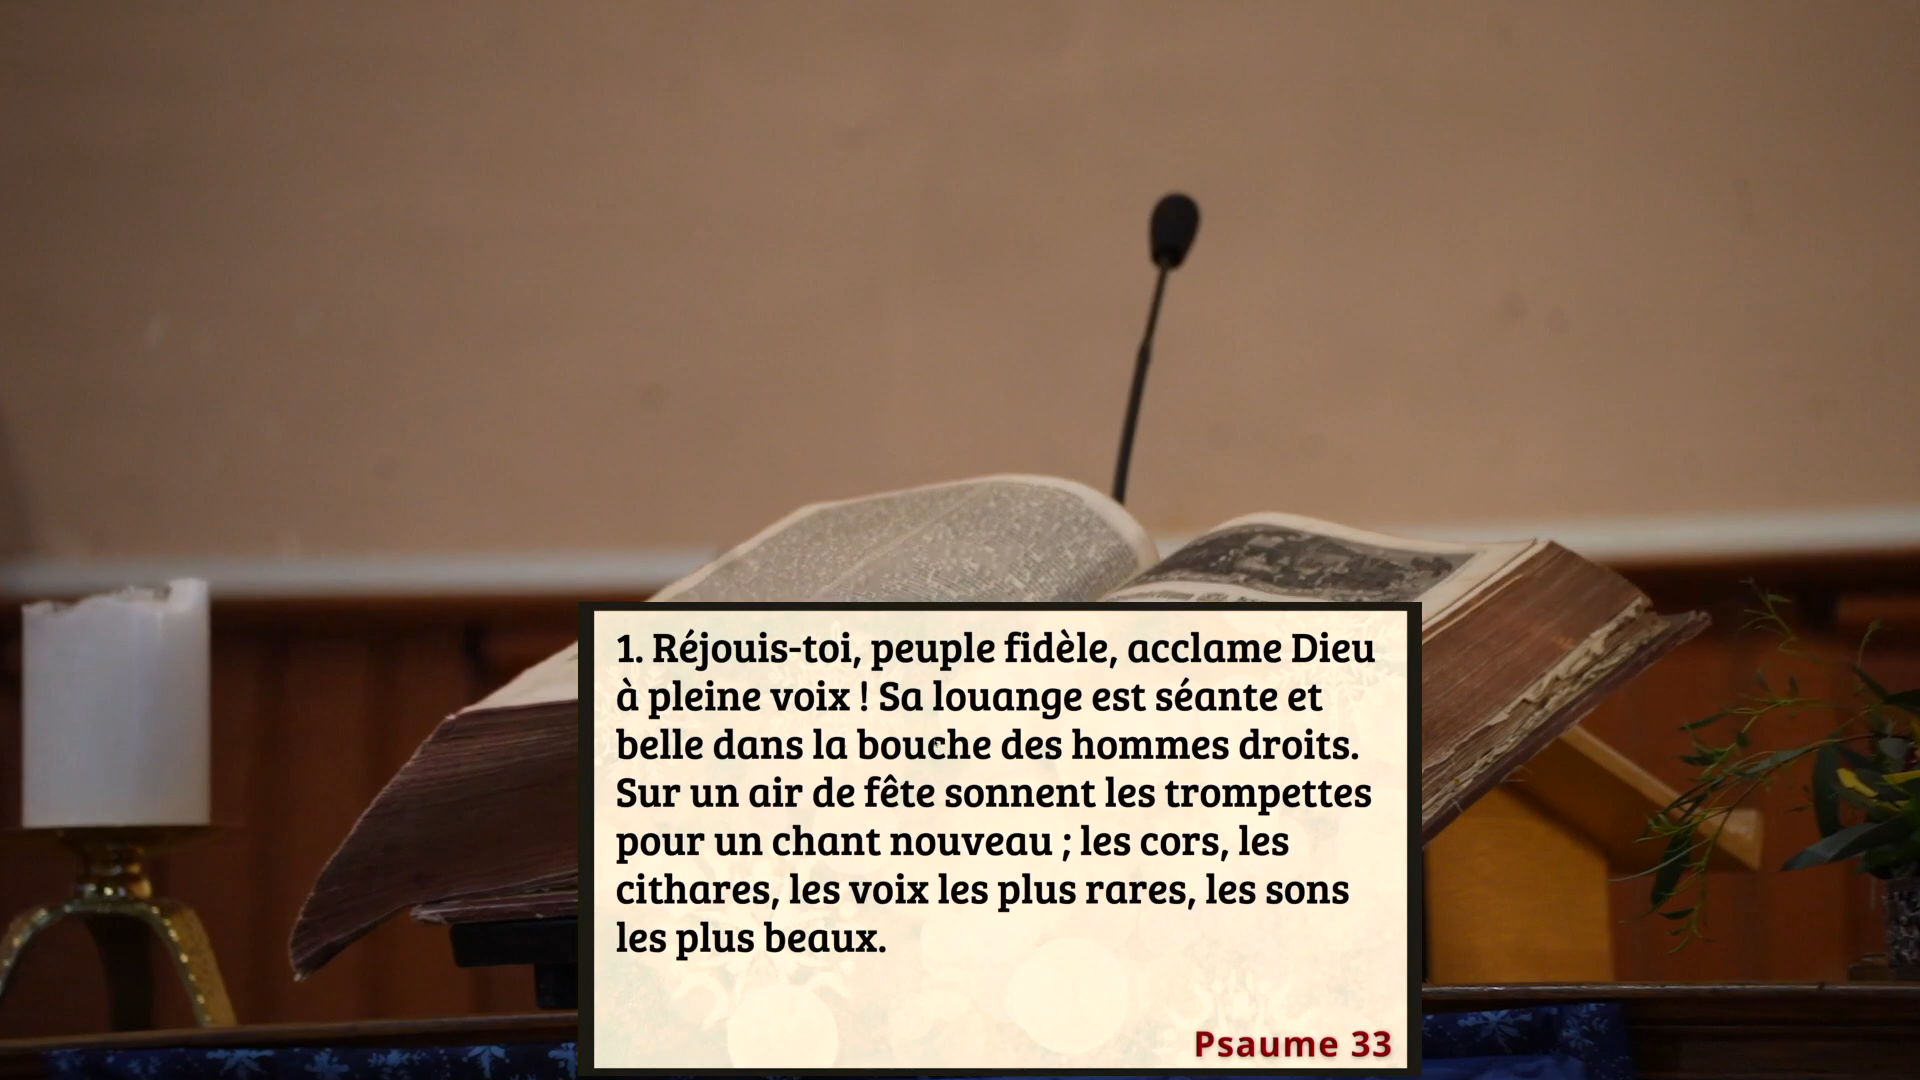 1. Réjouis-toi, peuple fidèle, acclame Dieu
à pleine voix ! Sa louange est séante et
belle dans la bouche des hommes droits.
Sur un air de fête sonnent les trompettes
pour un chant nouveau ; les cors, les
cithares, les voix les plus rares, les sons
les plus beaux.
Psaume 33